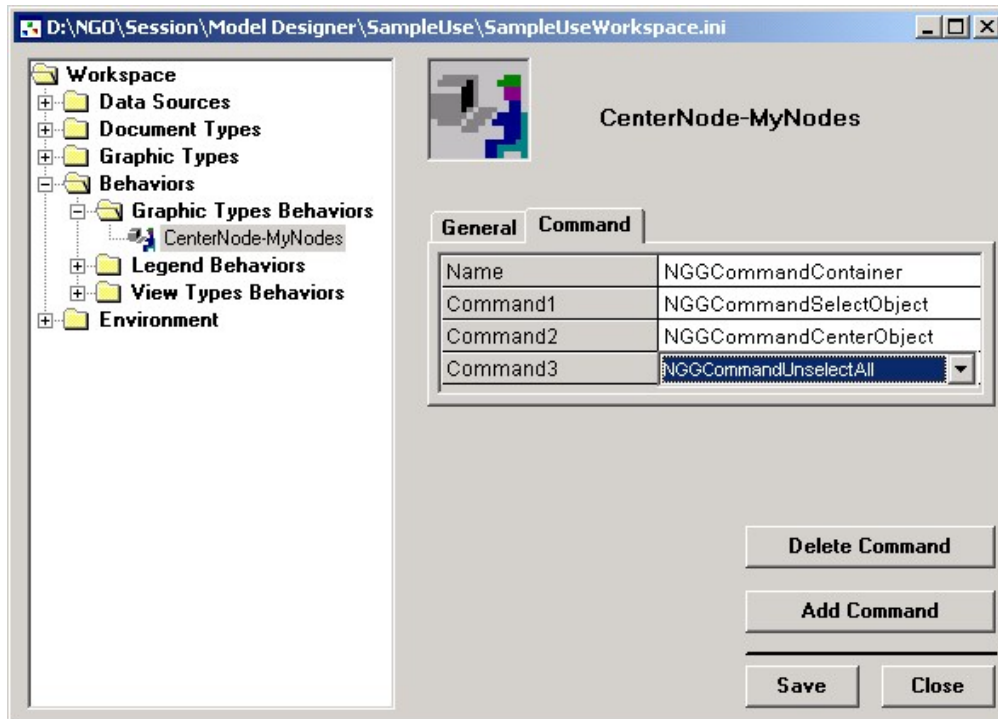 D:\NGO\Session\Model Designer\SampleUse\SampleUseWorkspace.ini
Workspace
Data Sources
Document Types
Graphic Types
Behaviors
Graphic Types Behaviors
CenterNode-MyNodes
Legend Behaviors
View Types Behaviors
Environment
CenterNode-MyNodes
General Command
Name NGGCommandContainer
Command1 NGGCommandSelectObject
Command2 NGGCommandCenterObject
Command3 NGGCommandUnselectAll
Delete Command
Add Command
Save Close